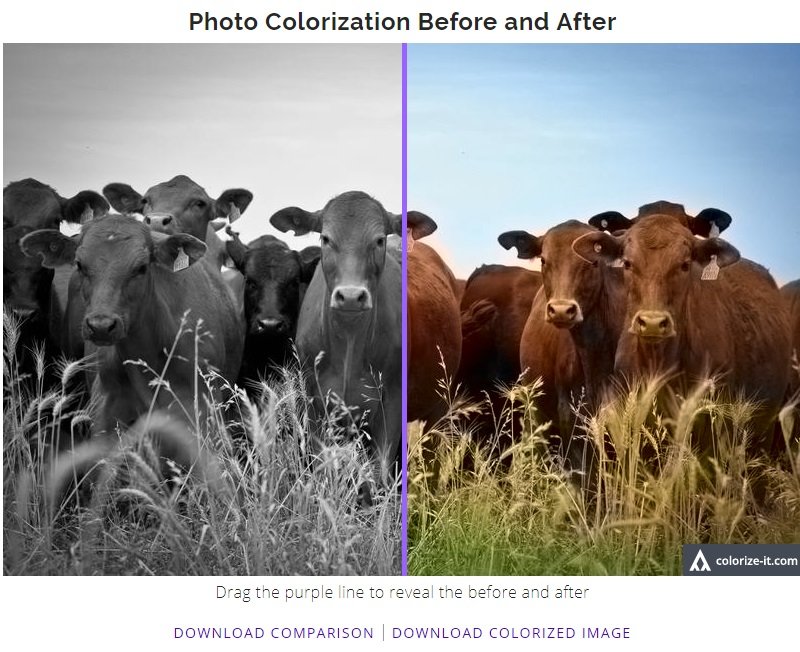 Photo Colorization Before and After
colorize-it.com
Drag the purple line to reveal the before and after
DOWNLOAD COMPARISON | DOWNLOAD COLORIZED IMAGE